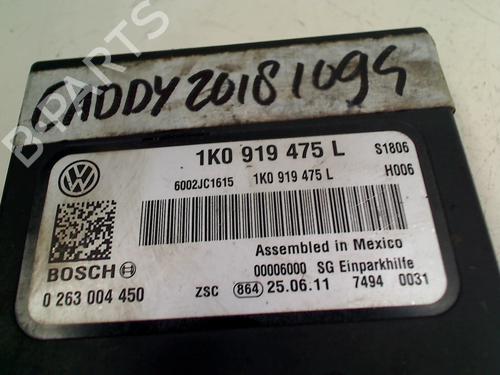 CADDY 20181094
B-PARTS
1K0 919 475 L S1806
6002JC1615 1K0 919 475 L H006
Assembled in Mexico
BOSCH 00006000 SG Einparkhilfe
0 263 004 450 ZSC 864 25.06.11 7494 0031